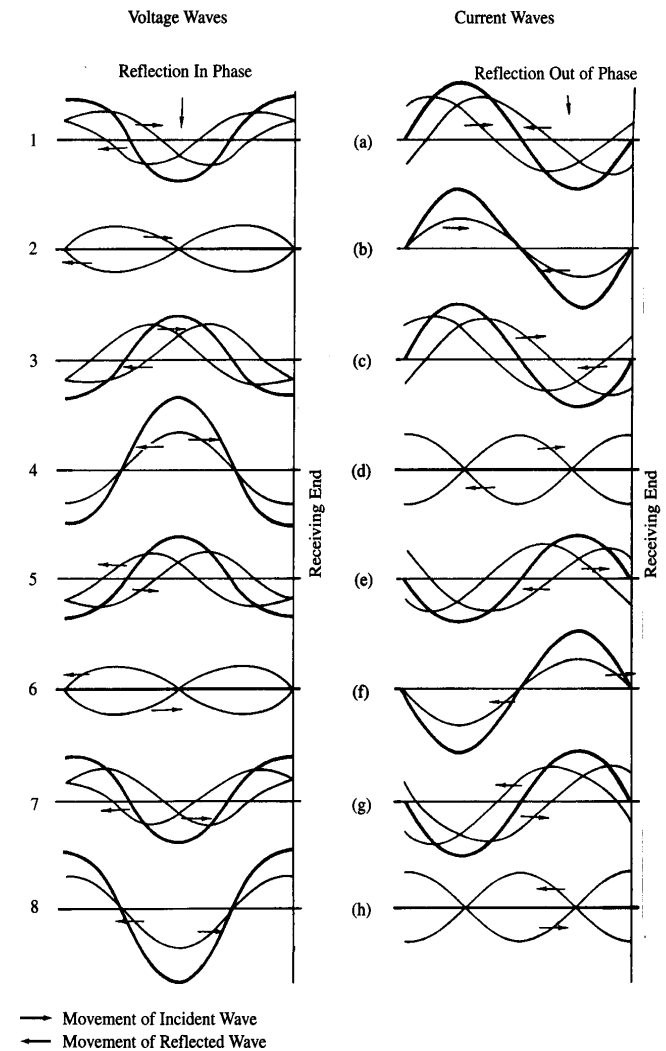 Voltage Waves
Current Waves
Reflection In Phase
Reflection Out of Phase
1
(a)
2
(b)
3
(c)
4
(d)
Receiving End
Receiving End
5
(e)
6
(f)
7
(g)
8
(h)
Movement of Incident Wave
Movement of Reflected Wave